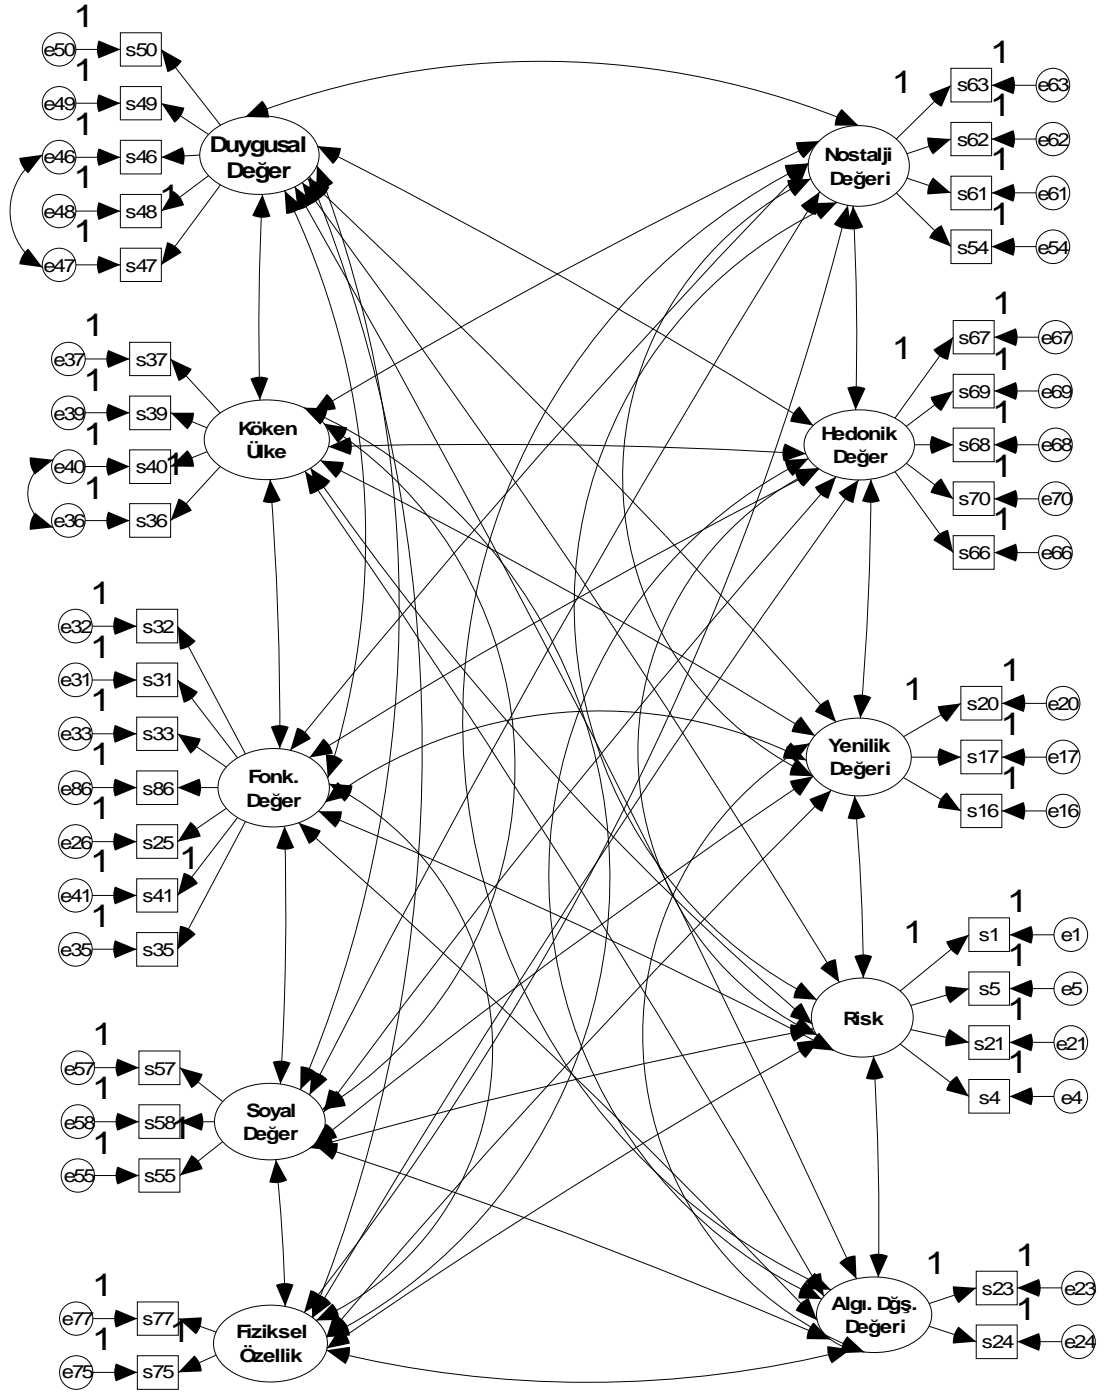 1
e50 s50
1
e49 s49
1
e46 s46
1
e48 s48
1
1
e47 s47
Duygusal
Değer
1
e37 s37
1
e39 s39
1
e40 s40
1
1
e36 s36
Köken
Ülke
1
e32 s32
1
e31 s31
1
e33 s33
1
e86 s86
1
e26 s25
1
1
e41 s41
1
e35 s35
Fonk.
Değer
1
e57 s57
1
e58 s58
1
1
e55 s55
Soyal
Değer
1
e77 s77
1
1
e75 s75
Fiziksel
Özellik
Nostalji
Değeri
1
1
s63 e63
1
s62 e62
1
s61 e61
1
s54 e54
Hedonik
Değer
1
1
s67 e67
1
s69 e69
1
s68 e68
1
s70 e70
1
s66 e66
Yenilik
Değeri
1
1
s20 e20
1
s17 e17
1
s16 e16
Risk
1
1
s1 e1
1
s5 e5
1
s21 e21
1
s4 e4
Algı. Dğş.
Değeri
1
1
s23 e23
1
s24 e24